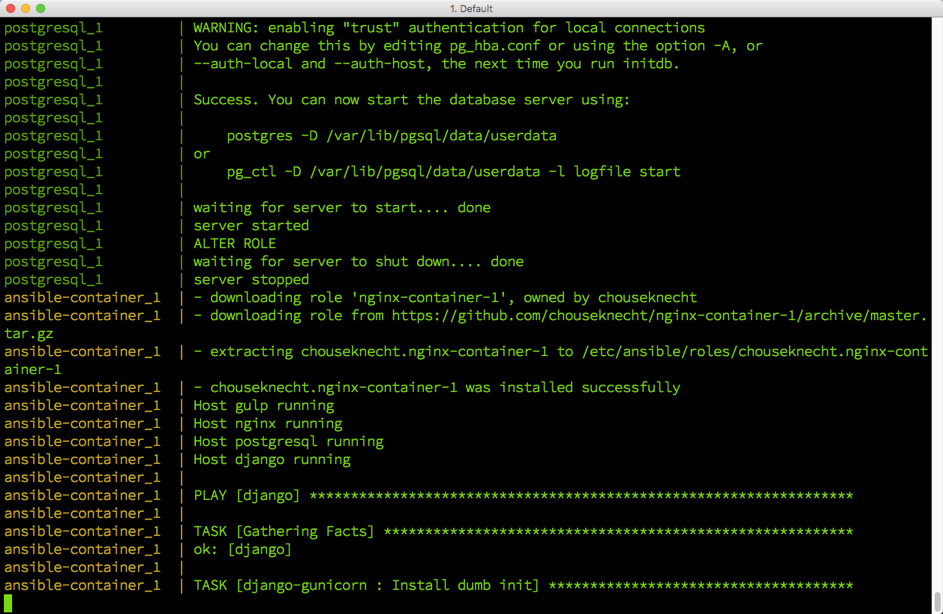 1. Default
postgresql_1 | WARNING: enabling "trust" authentication for local connections
postgresql_1 | You can change this by editing pg_hba.conf or using the option -A, or
postgresql_1 | --auth-local and --auth-host, the next time you run initdb.
postgresql_1 |
postgresql_1 | Success. You can now start the database server using:
postgresql_1 |
postgresql_1 |     postgres -D /var/lib/pgsql/data/userdata
postgresql_1 | or
postgresql_1 |     pg_ctl -D /var/lib/pgsql/data/userdata -l logfile start
postgresql_1 |
postgresql_1 | waiting for server to start.... done
postgresql_1 | server started
postgresql_1 | ALTER ROLE
postgresql_1 | waiting for server to shut down.... done
postgresql_1 | server stopped
ansible-container_1 | - downloading role 'nginx-container-1', owned by chouseknecht
ansible-container_1 | - downloading role from https://github.com/chouseknecht/nginx-container-1/archive/master.
tar.gz
ansible-container_1 | - extracting chouseknecht.nginx-container-1 to /etc/ansible/roles/chouseknecht.nginx-cont
ainer-1
ansible-container_1 | - chouseknecht.nginx-container-1 was installed successfully
ansible-container_1 | Host gulp running
ansible-container_1 | Host nginx running
ansible-container_1 | Host postgresql running
ansible-container_1 | Host django running
ansible-container_1 |
ansible-container_1 | PLAY [django] ******************************************************************
ansible-container_1 |
ansible-container_1 | TASK [Gathering Facts] *********************************************************
ansible-container_1 | ok: [django]
ansible-container_1 |
ansible-container_1 | TASK [django-gunicorn : Install dumb init] *************************************